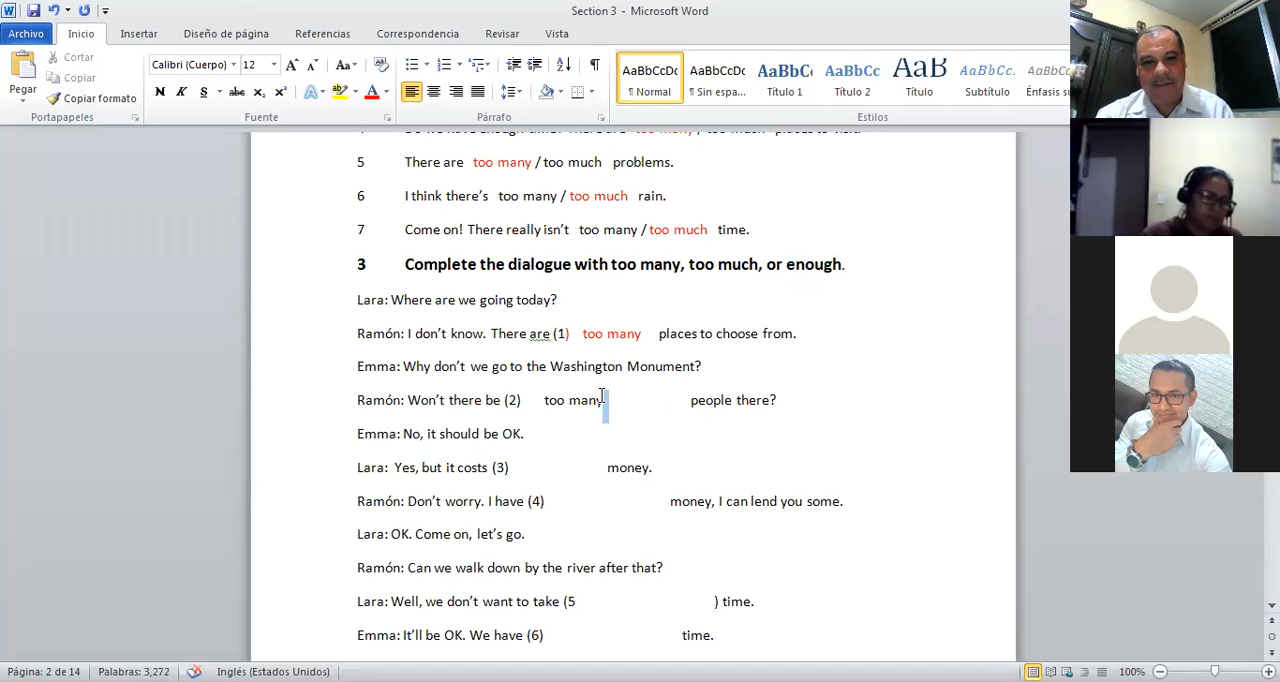 Section 3 - Microsoft Word
Archivo Inicio Insertar Diseño de página Referencias Correspondencia Revisar Vista
Pegar
Cortar
Copiar
Copiar formato
Portapapeles
Calibri (Cuerpo) 12
Fuente
Párrafo
AaBbCcDc AaBbCcDc AaBbC AaBbCc AaB AaBbCc AaBbCc
¶ Normal ¶ Sin espa... Título 1 Título 2 Título Subtítulo Énfasis
Estilos
5 There are too many / too much problems.
6 I think there's too many / too much rain.
7 Come on! There really isn't too many / too much time.
3 Complete the dialogue with too many, too much, or enough.
Lara: Where are we going today?
Ramón: I don't know. There are (1) too many places to choose from.
Emma: Why don't we go to the Washington Monument?
Ramón: Won't there be (2) too many people there?
Emma: No, it should be OK.
Lara: Yes, but it costs (3) money.
Ramón: Don't worry. I have (4) money, I can lend you some.
Lara: OK. Come on, let's go.
Ramón: Can we walk down by the river after that?
Lara: Well, we don't want to take (5 ) time.
Emma: It'll be OK. We have (6) time.
Página: 2 de 14 Palabras: 3,272 Inglés (Estados Unidos) 100%